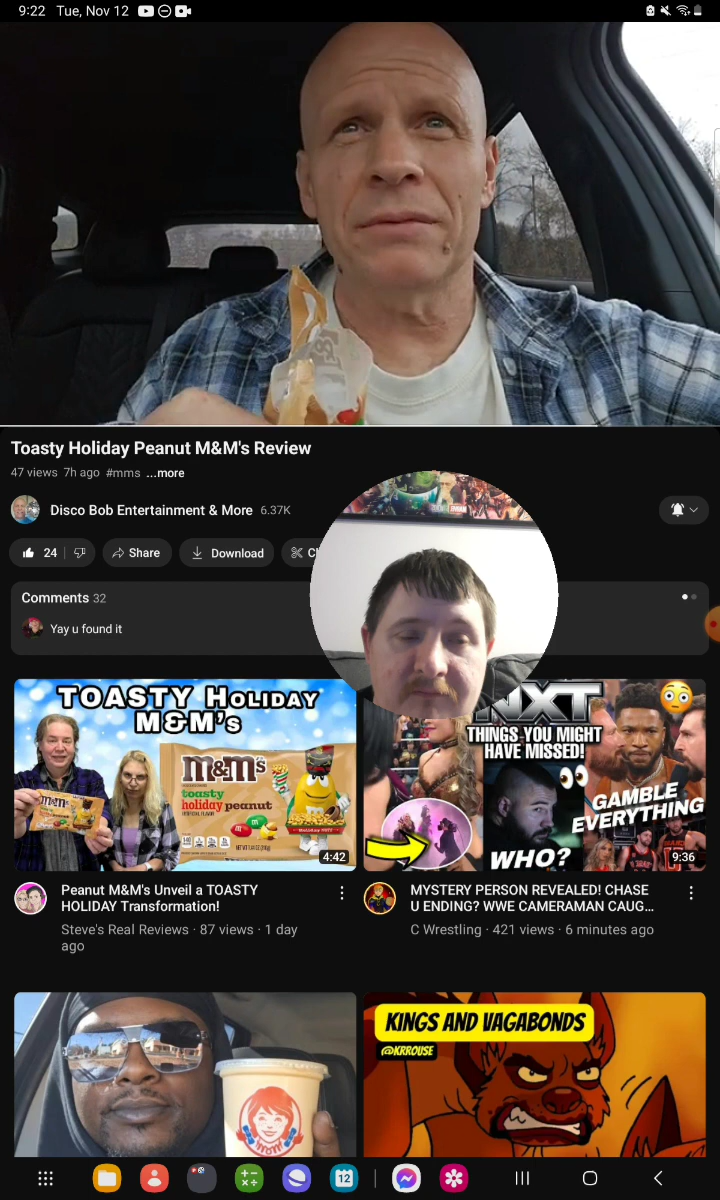 9:22 Tue, Nov 12
Toasty Holiday Peanut M&M's Review
47 views 7h ago #mms ...more
Disco Bob Entertainment & More 6.37K
24 Share Download
Comments 32
Yay u found it
TOASTY HOLIDAY
M&M's
m&m's
toasty
holiday peanut
4:42
NXT
THINGS YOU MIGHT
HAVE MISSED!
GAMBLE
EVERYTHING
WHO?
9:36
Peanut M&M's Unveil a TOASTY
HOLIDAY Transformation!
Steve's Real Reviews · 87 views · 1 day
ago
MYSTERY PERSON REVEALED! CHASE
U ENDING? WWE CAMERAMAN CAUG...
C Wrestling · 421 views · 6 minutes ago
KINGS AND VAGABONDS
@KRROUSE
12